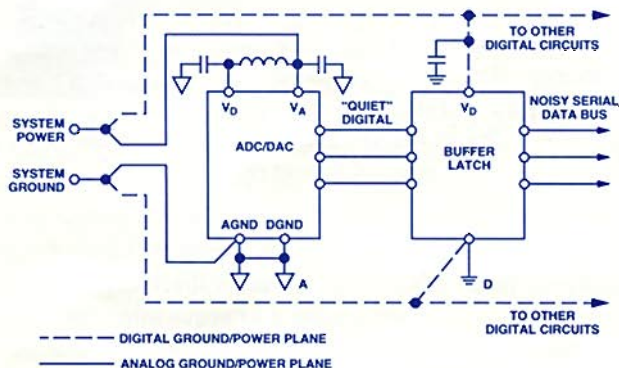 TO OTHER
DIGITAL CIRCUITS
VD
VA
"QUIET"
DIGITAL
VD
NOISY SERIAL
DATA BUS
SYSTEM
POWER
ADC/DAC
BUFFER
LATCH
SYSTEM
GROUND
AGND DGND
A
D
TO OTHER
DIGITAL CIRCUITS
DIGITAL GROUND/POWER PLANE
ANALOG GROUND/POWER PLANE